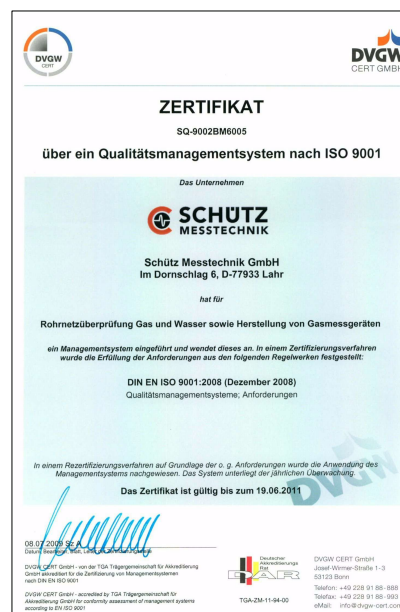 DVGW
CERT
DVGW
CERT GMBH
ZERTIFIKAT
SQ-9002BM6005
über ein Qualitätsmanagementsystem nach ISO 9001
Das Unternehmen
SCHÜTZ
MESSTECHNIK
Schütz Messtechnik GmbH
Im Dornschlag 6, D-77933 Lahr
hat für
Rohrnetzüberprüfung Gas und Wasser sowie Herstellung von Gasmessgeräten
ein Managementsystem eingeführt und wendet dieses an. In einem Zertifizierungsverfahren
wurde die Erfüllung der Anforderungen aus den folgenden Regelwerken festgestellt:
DIN EN ISO 9001:2008 (Dezember 2008)
Qualitätsmanagementsysteme; Anforderungen
In einem Rezertifizierungsverfahren auf Grundlage der o. g. Anforderungen wurde die Anwendung des
Managementsystems nachgewiesen. Das System unterliegt der jährlichen Überwachung.
DVGW
Das Zertifikat ist gültig bis zum 19.06.2011
08.07.2009 Sz A
Datum, Bearbeiter, Blatt, Leiter der Zertifizierungsstelle
DVGW CERT GmbH - von der TGA Trägergemeinschaft für Akkreditierung
GmbH akkreditiert für die Zertifizierung von Managementsystemen
nach DIN EN ISO 9001
DVGW CERT GmbH - accredited by TGA Trägergemeinschaft für
Akkreditierung GmbH for conformity assessment of management systems
according to EN ISO 9001
Deutscher
Akkreditierungs
Rat
DAR
TGA-ZM-11-94-00
DVGW CERT GmbH
Josef-Wirmer-Straße 1-3
53123 Bonn
Telefon: +49 228 91 88-888
Telefax: +49 228 91 88-993
eMail: info@dvgw-cert.com